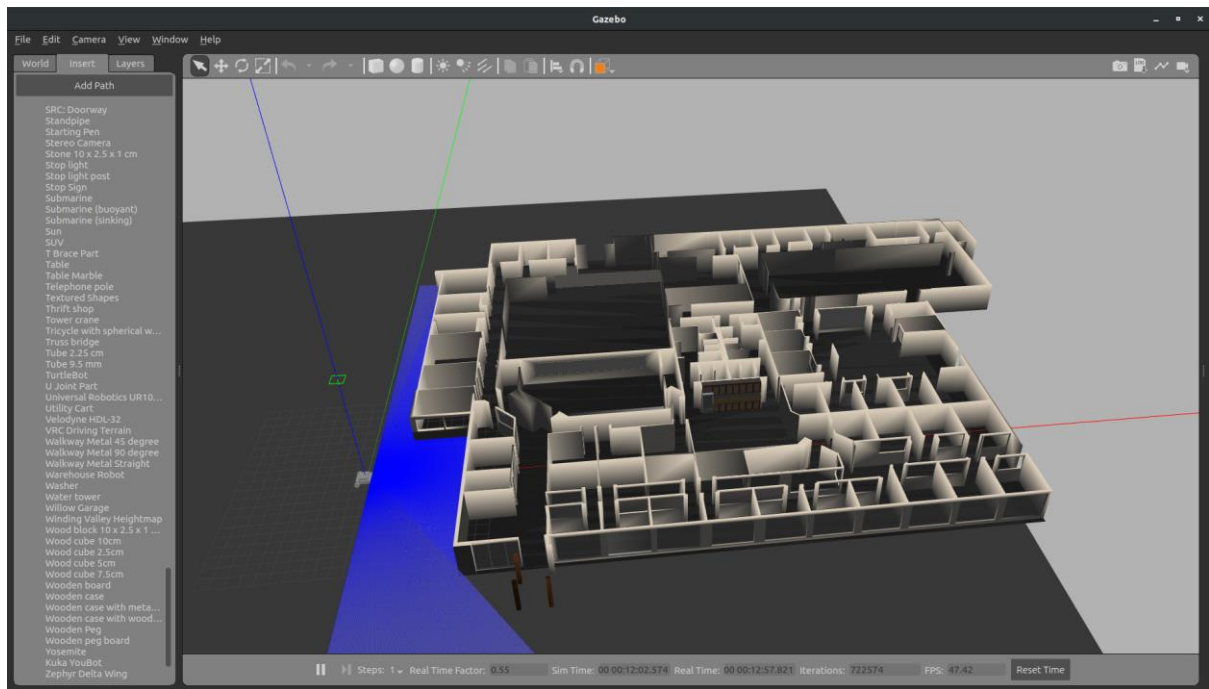 Gazebo
File Edit Camera View Window Help
World Insert Layers
Add Path
SRC: Doorway
Standpipe
Starting Pen
Stereo Camera
Stone 10 x 2.5 x 1 cm
Stop light
Stop light post
Stop Sign
Submarine
Submarine (buoyant)
Submarine (sinking)
Sun
SUV
T Brace Part
Table
Table Marble
Telephone pole
Textured Shapes
Thrift shop
Tower crane
Tricycle with spherical w...
Truss bridge
Tube 2.25 cm
Tube 9.5 mm
TurtleBot
U Joint Part
Universal Robotics UR10...
Utility Cart
Velodyne HDL-32
VRC Driving Terrain
Walkway Metal 45 degree
Walkway Metal 90 degree
Walkway Metal Straight
Warehouse Robot
Washer
Water tower
Willow Garage
Winding Valley Heightmap
Wood block 10 x 2.5 x 1 ...
Wood cube 10cm
Wood cube 2.5cm
Wood cube 5cm
Wood cube 7.5cm
Wooden board
Wooden case
Wooden case with meta...
Wooden case with wood...
Wooden Peg
Wooden peg board
Yosemite
Kuka YouBot
Zephyr Delta Wing
Steps: 1 Real Time Factor: 0.55 Sim Time: 00 00:12:02.574 Real Time: 00 00:12:57.821 Iterations: 722574 FPS: 47.42 Reset Time